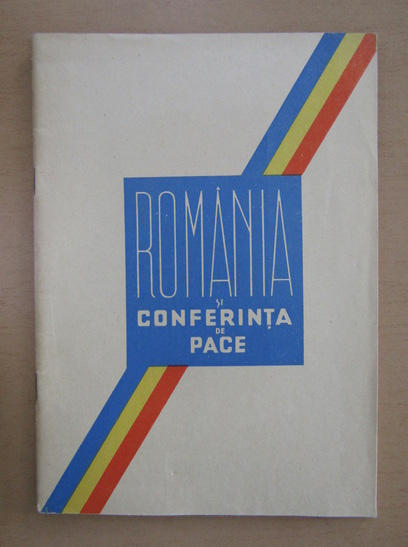 ROMÂNIA
ȘI
CONFERINȚA
DE
PACE